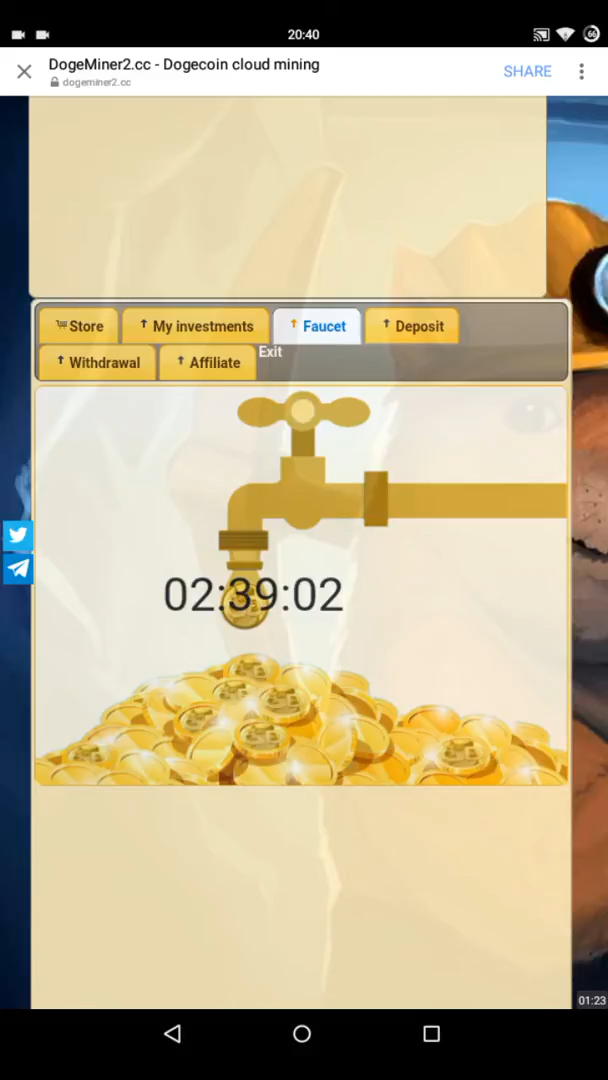 20:40
66
DogeMiner2.cc - Dogecoin cloud mining
dogeminer2.cc
SHARE
Store
My investments
Faucet
Deposit
Withdrawal
Affiliate
Exit
02:39:02
01:23